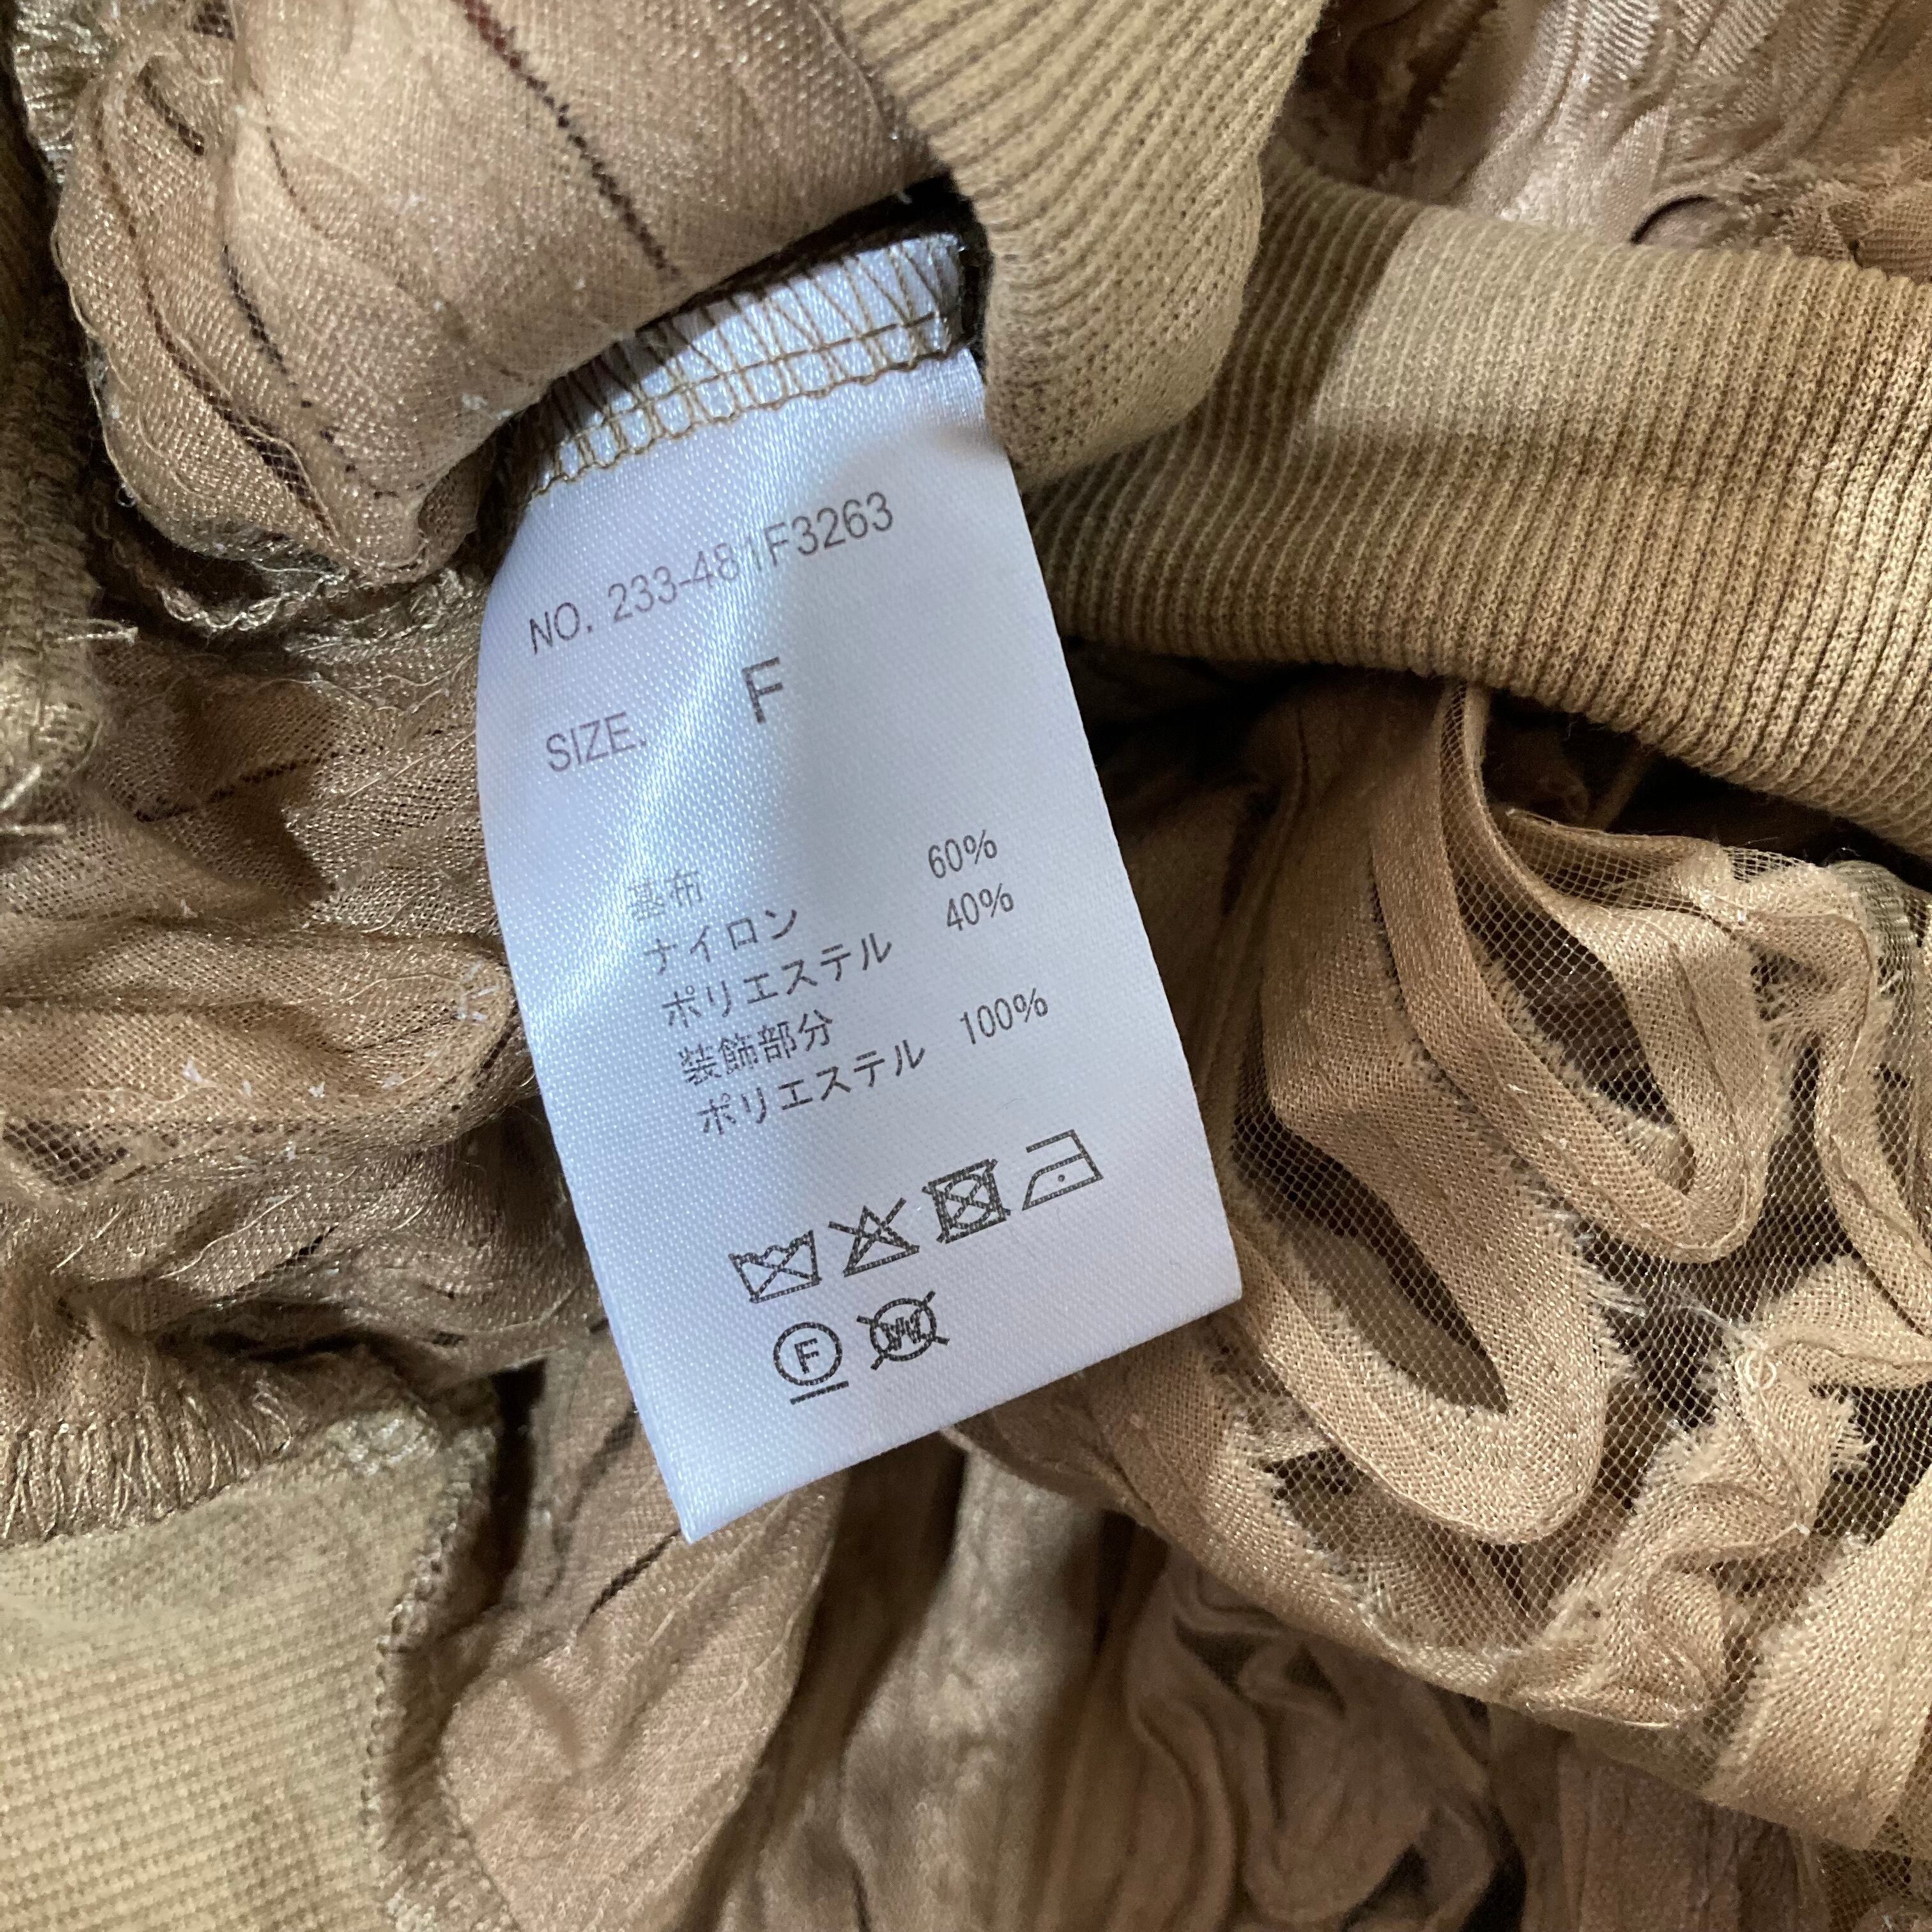 NO. 233-481F3263
SIZE. F
基布
ナイロン 60%
ポリエステル 40%
装飾部分
ポリエステル 100%
F
W